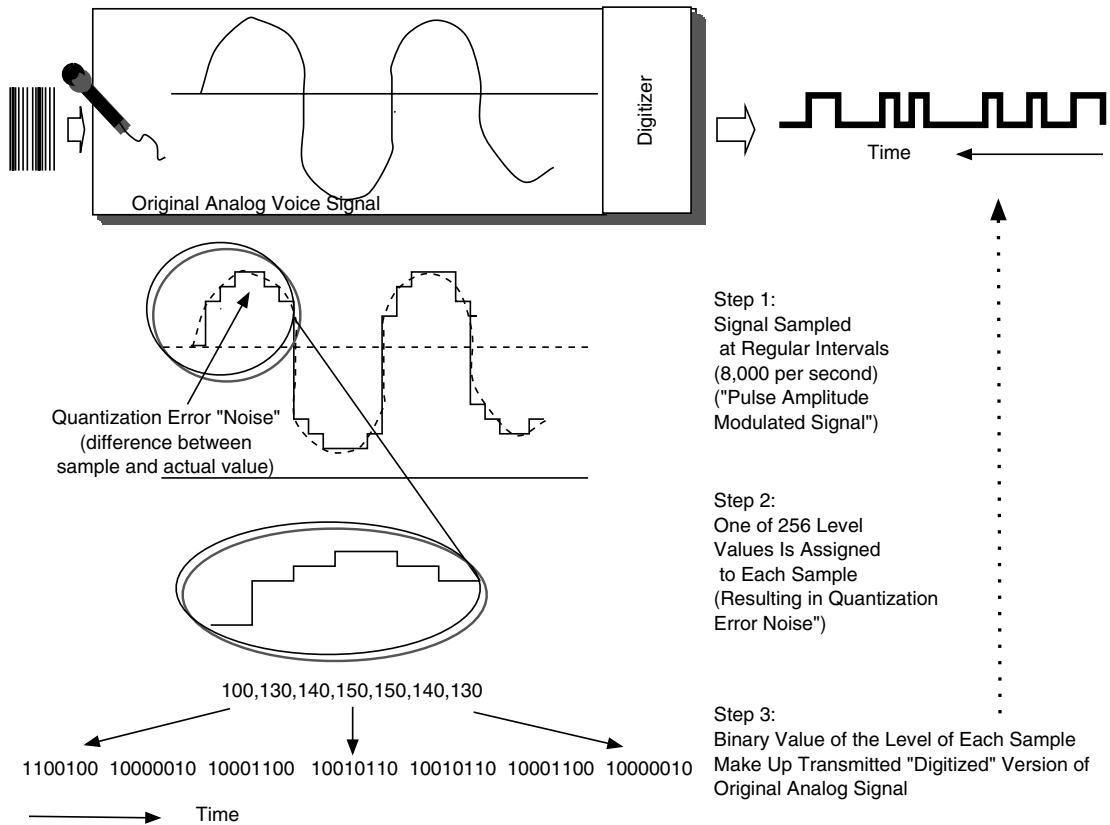 Original Analog Voice Signal
Digitizer
Time
Quantization Error "Noise"
(difference between
sample and actual value)
Step 1:
Signal Sampled
at Regular Intervals
(8,000 per second)
("Pulse Amplitude
Modulated Signal")
Step 2:
One of 256 Level
Values Is Assigned
to Each Sample
(Resulting in Quantization
Error Noise")
100,130,140,150,150,140,130
1100100 10000010 10001100 10010110 10010110 10001100 10000010
Time
Step 3:
Binary Value of the Level of Each Sample
Make Up Transmitted "Digitized" Version of
Original Analog Signal